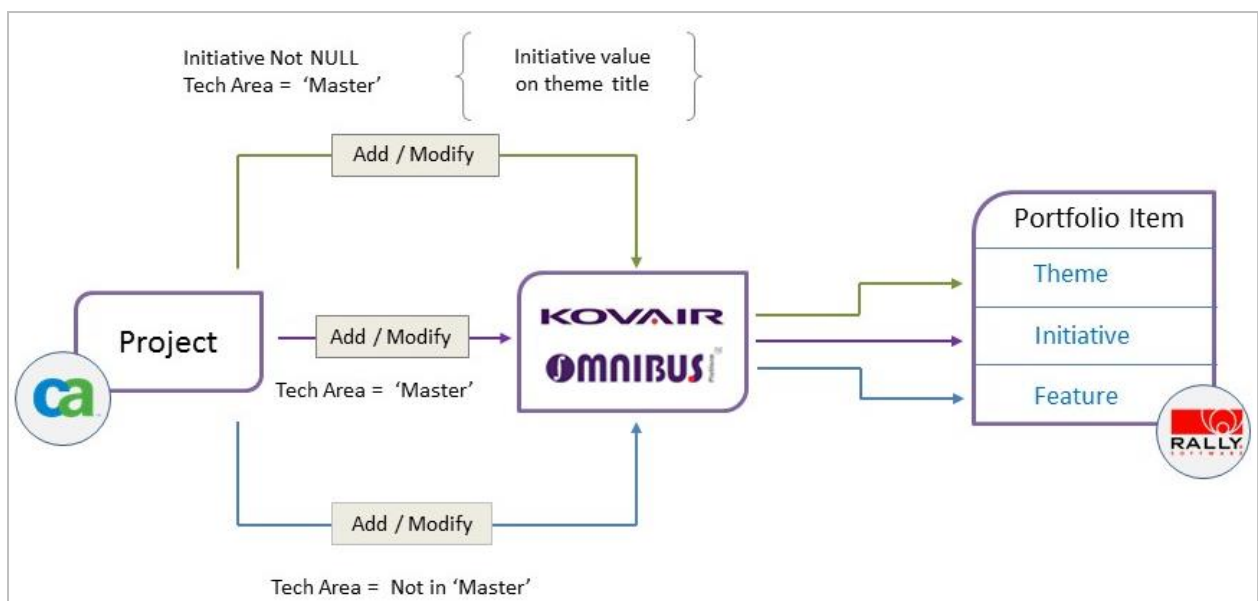 Initiative Not NULL
Tech Area = ‘Master’
Initiative value
on theme title
Add / Modify
Project
ca
Add / Modify
Tech Area = ‘Master’
KOVAIR
OMNIBUS
Portfolio Item
Theme
Initiative
Feature
RALLY
SOFTWARE
Add / Modify
Tech Area = Not in ‘Master’